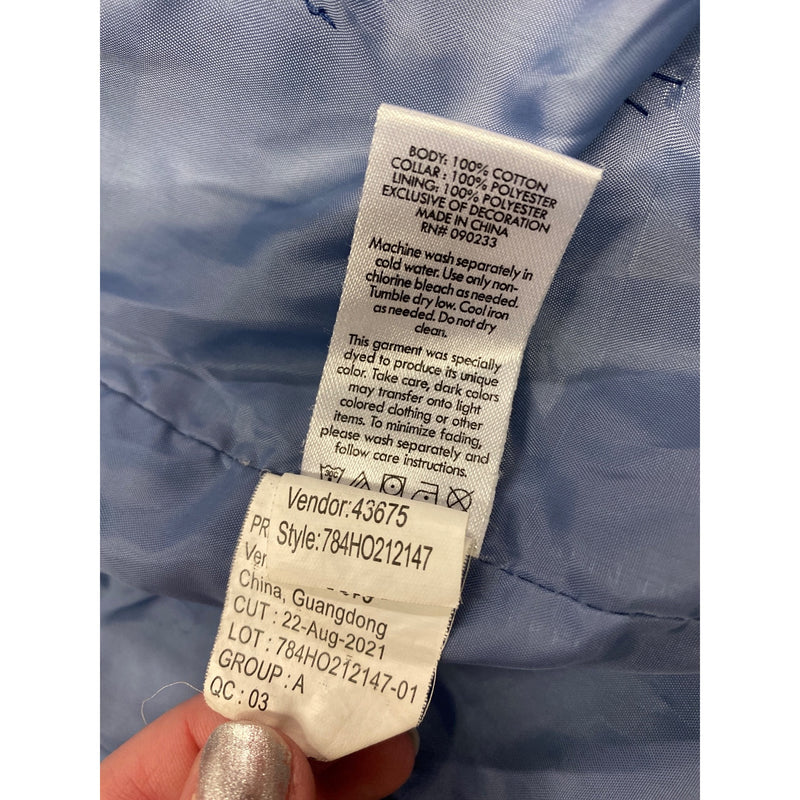 BODY: 100% COTTON
COLLAR : 100% POLYESTER
LINING: 100% POLYESTER
EXCLUSIVE OF DECORATION
MADE IN CHINA
RN# 090233
Machine wash separately in
cold water. Use only non-
chlorine bleach as needed.
Tumble dry low. Cool iron
as needed. Do not dry
clean.
This garment was specially
dyed to produce its unique
color. Take care, dark colors
may transfer onto light
colored clothing or other
items. To minimize fading,
please wash separately and
follow care instructions.
30C
Vendor:43675
Style:784HO212147
PR
Ver
China, Guangdong
CUT : 22-Aug-2021
LOT : 784HO212147-01
GROUP : A
QC : 03